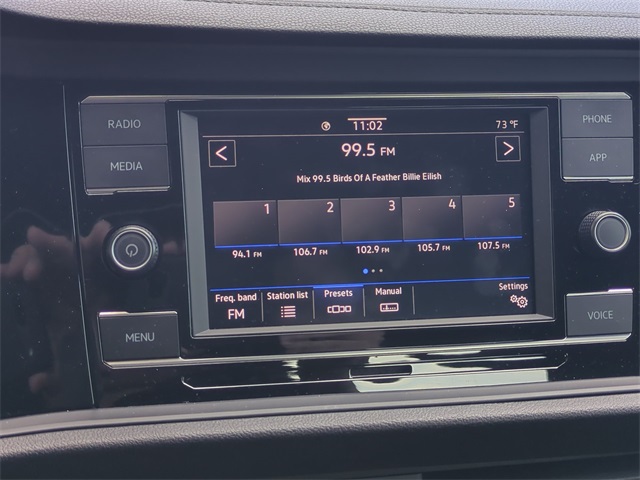 RADIO
MEDIA
MENU
PHONE
APP
VOICE
11:02
73 °F
99.5 FM
Mix 99.5 Birds Of A Feather Billie Eilish
1 2 3 4 5
94.1 FM 106.7 FM 102.9 FM 105.7 FM 107.5 FM
Freq. band Station list Presets Manual Settings
FM